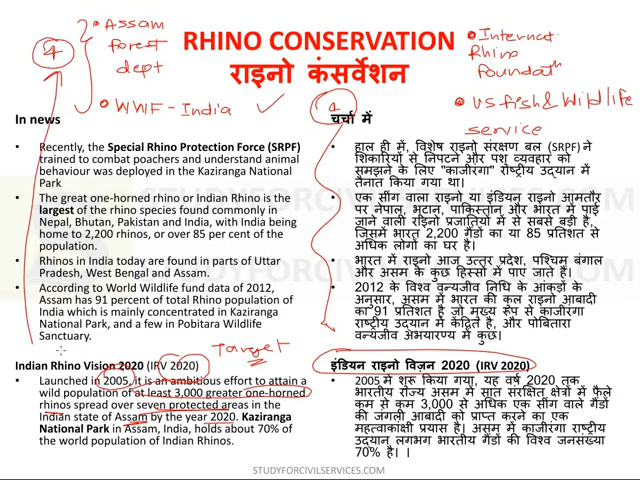 • Assam
forest
dept
4
• WWF - India
RHINO CONSERVATION
राइनो कंसर्वेशन
Rhino
• US fish & Wildlife
service
4
In news
• Recently, the Special Rhino Protection Force (SRPF)
trained to combat poachers and understand animal
behaviour was deployed in the Kaziranga National
Park
• The great one-horned rhino or Indian Rhino is the
largest of the rhino species found commonly in
Nepal, Bhutan, Pakistan and India, with India being
home to 2,200 rhinos, or over 85 per cent of the
population.
• Rhinos in India today are found in parts of Uttar
Pradesh, West Bengal and Assam.
• According to World Wildlife fund data of 2012,
Assam has 91 percent of total Rhino population of
India which is mainly concentrated in Kaziranga
National Park, and a few in Pobitara Wildlife
Sanctuary.
Target
Indian Rhino Vision 2020 (IRV 2020)
• Launched in 2005, it is an ambitious effort to attain a
wild population of at least 3,000 greater one-horned
rhinos spread over seven protected areas in the
Indian state of Assam by the year 2020. Kaziranga
National Park in Assam, India, holds about 70% of
the world population of Indian Rhinos.
चर्चा में
• हाल ही में, विशेष राइनो संरक्षण बल (SRPF) ने
शिकारियों से निपटने और पशु व्यवहार को
समझने के लिए "काजीरंगा" राष्ट्रीय उद्यान में
तैनात किया गया था।
• एक सींग वाला राइनो या इंडियन राइनो आमतौर
पर नेपाल, भूटान, पाकिस्तान और भारत में पाई
जाने वाली राइनो प्रजातियों में से सबसे बड़ी है,
जिसमें भारत 2,200 गैंडों का या 85 प्रतिशत से
अधिक लोगों का घर है।
• भारत में राइनो आज उत्तर प्रदेश, पश्चिम बंगाल
और असम के कुछ हिस्सों में पाए जाते हैं।
• 2012 के विश्व वन्यजीव निधि के आंकड़ों के
अनुसार, असम में भारत की कुल राइनो आबादी
का 91 प्रतिशत है जो मुख्य रूप से काजीरंगा
राष्ट्रीय उद्यान में केंद्रित है, और पोबितारा
वन्यजीव अभयारण्य में कुछ।
इंडियन राइनो विज़न 2020 (IRV 2020)
• 2005 में शुरू किया गया, यह वर्ष 2020 तक
भारतीय राज्य असम में सात संरक्षित क्षेत्रों में फैले
कम से कम 3,000 से अधिक एक सींग वाले गैंडों
की जंगली आबादी को प्राप्त करने का एक
महत्वाकांक्षी प्रयास है। असम में काजीरंगा राष्ट्रीय
उद्यान लगभग भारतीय गैंडों की विश्व जनसंख्या
70% है। ।
STUDYFORCIVILSERVICES.COM